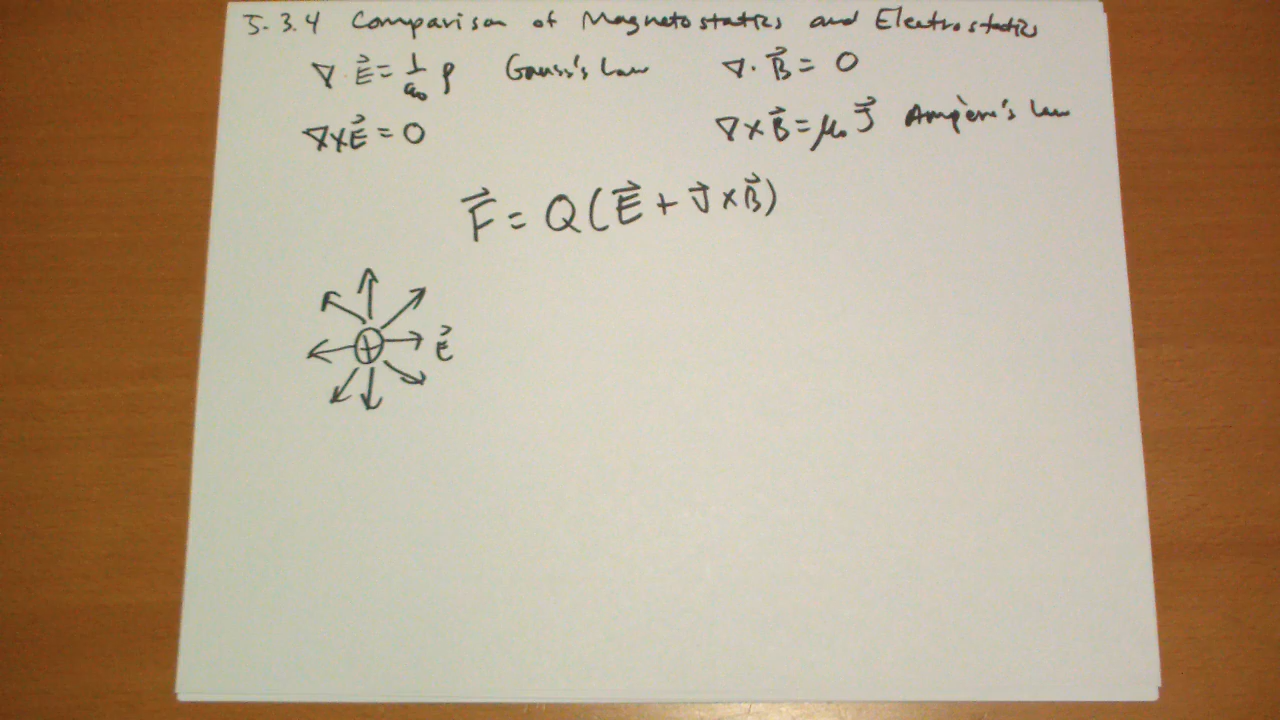 5.3.4 Comparison of Magnetostatics and Electrostatics
∇·E⃗ = 1/ε₀ ρ Gauss's Law ∇·B⃗ = 0
∇×E⃗ = 0 ∇×B⃗ = μ₀ J⃗ Ampère's law
F⃗ = Q(E⃗ + v⃗ × B⃗)
+ E⃗